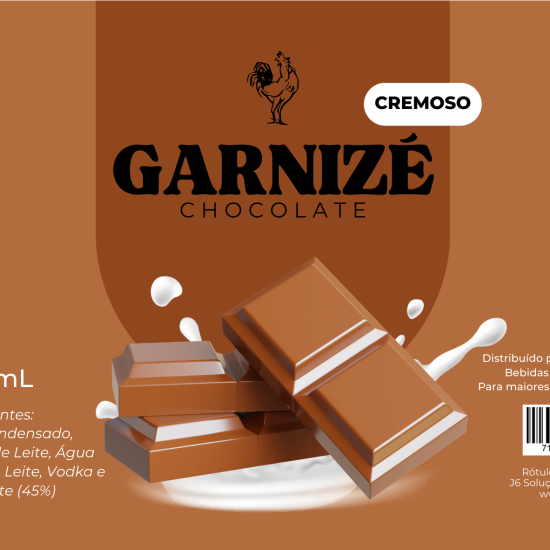 CREMOSO
GARNIZÉ
CHOCOLATE
mL
ntes:
ndensado,
e Leite, Água
Leite, Vodka e
te (45%)
Distribuído p
Bebidas
Para maiores
71
Rótul
J6 Soluç
w